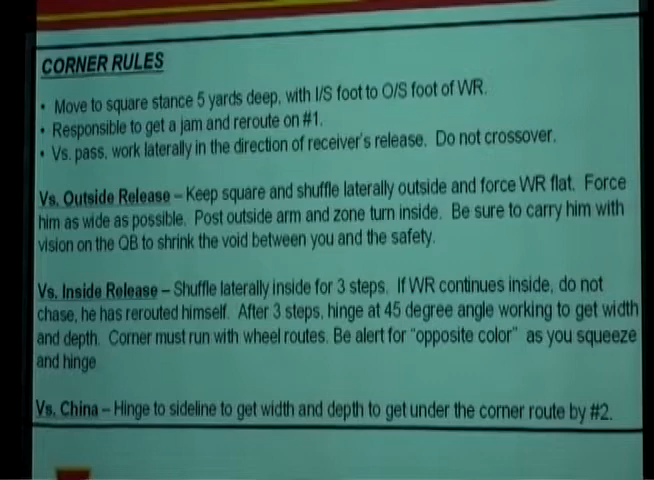 CORNER RULES
• Move to square stance 5 yards deep, with I/S foot to O/S foot of WR.
• Responsible to get a jam and reroute on #1.
• Vs. pass, work laterally in the direction of receiver's release. Do not crossover.
Vs. Outside Release – Keep square and shuffle laterally outside and force WR flat. Force
him as wide as possible. Post outside arm and zone turn inside. Be sure to carry him with
vision on the QB to shrink the void between you and the safety.
Vs. Inside Release – Shuffle laterally inside for 3 steps. If WR continues inside, do not
chase, he has rerouted himself. After 3 steps, hinge at 45 degree angle working to get width
and depth. Corner must run with wheel routes. Be alert for "opposite color" as you squeeze
and hinge
Vs. China – Hinge to sideline to get width and depth to get under the corner route by #2.